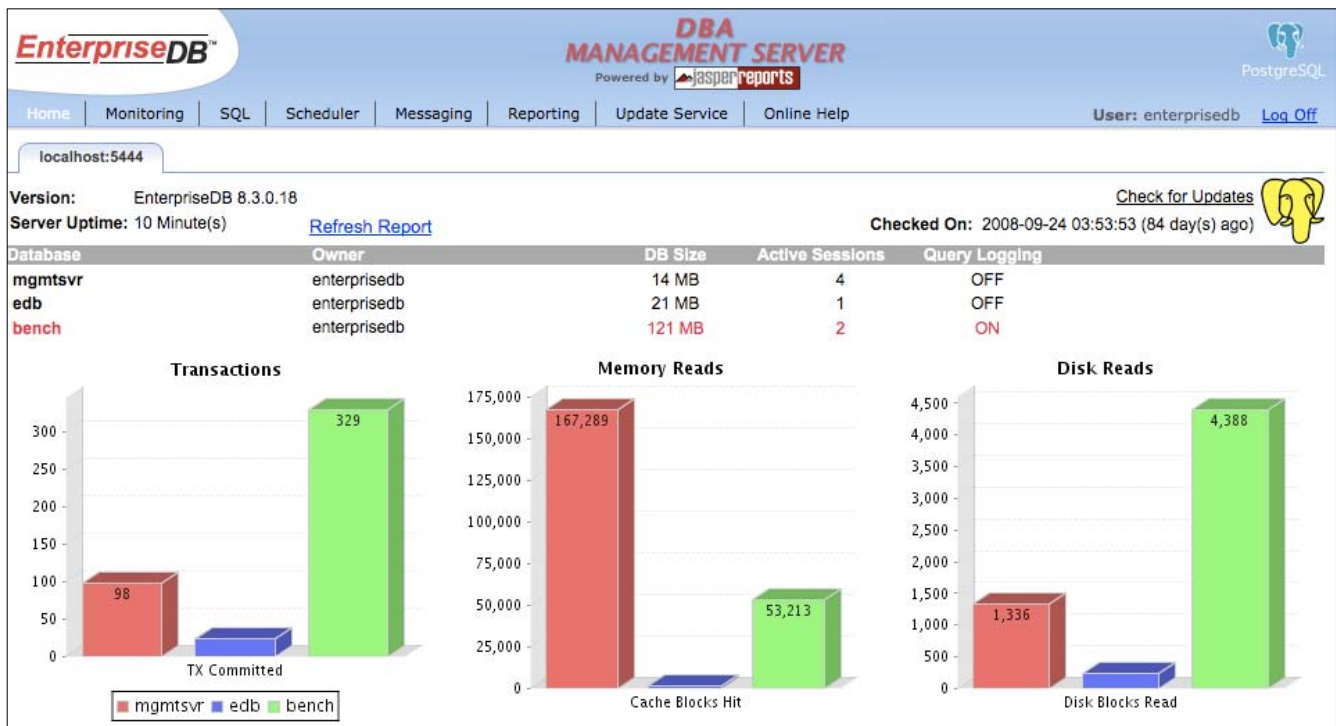 EnterpriseDB™
DBA
MANAGEMENT SERVER
Powered by jasperreports
PostgreSQL
Home Monitoring SQL Scheduler Messaging Reporting Update Service Online Help User: enterprisedb Log Off
localhost:5444
Version: EnterpriseDB 8.3.0.18 Check for Updates
Server Uptime: 10 Minute(s) Refresh Report Checked On: 2008-09-24 03:53:53 (84 day(s) ago)
Database Owner DB Size Active Sessions Query Logging
mgmtsvr enterprisedb 14 MB 4 OFF
edb enterprisedb 21 MB 1 OFF
bench enterprisedb 121 MB 2 ON
Transactions
300
250
200
150
100
50
0
98
329
TX Committed
mgmtsvr edb bench
Memory Reads
175,000
150,000
125,000
100,000
75,000
50,000
25,000
0
167,289
53,213
Cache Blocks Hit
Disk Reads
4,500
4,000
3,500
3,000
2,500
2,000
1,500
1,000
500
0
1,336
4,388
Disk Blocks Read